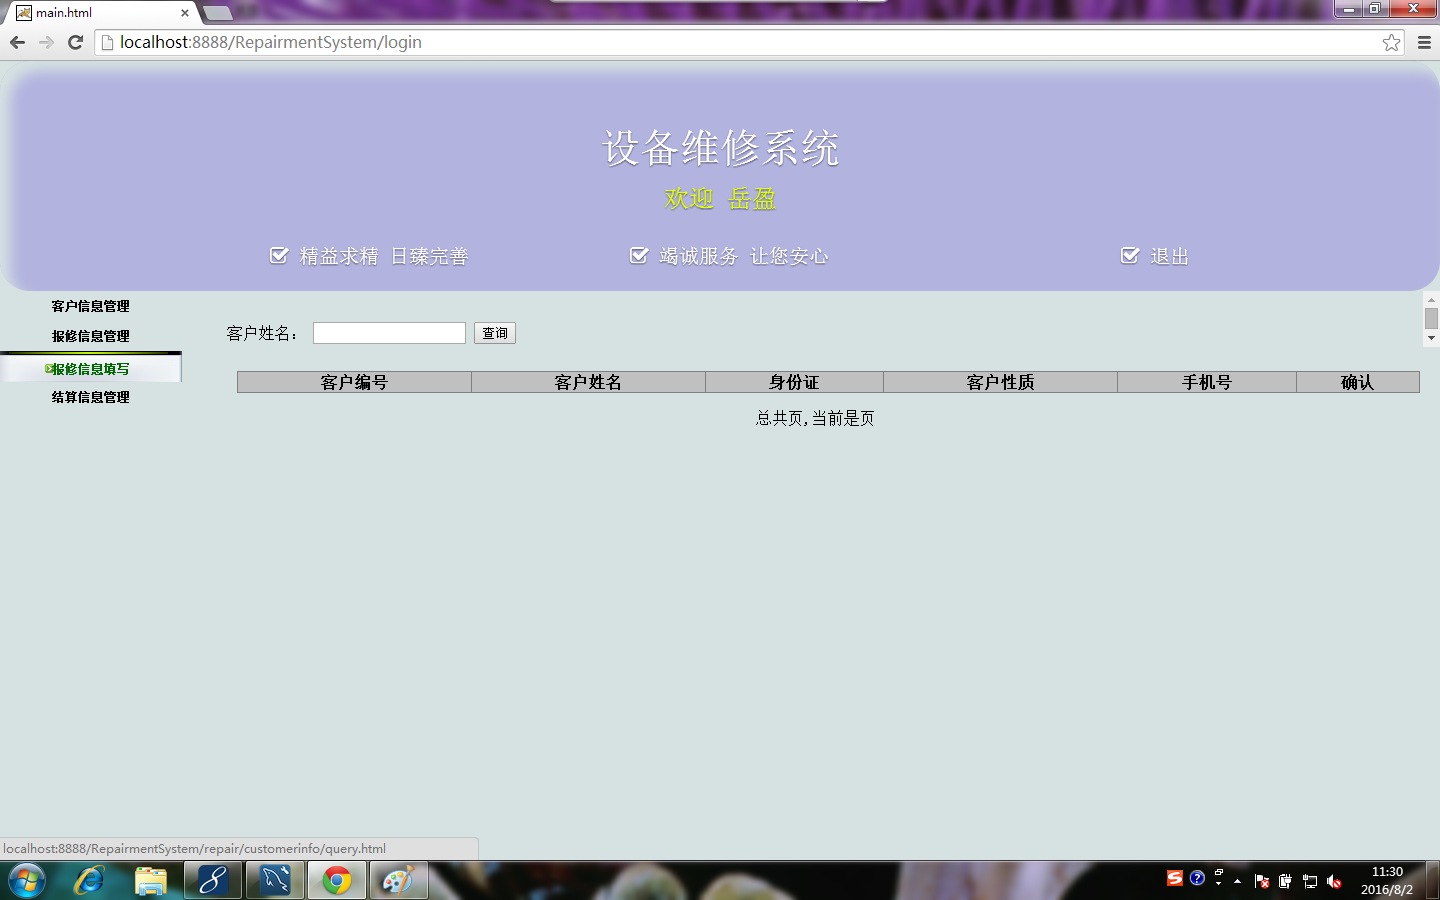 main.html
localhost:8888/RepairmentSystem/login
设备维修系统
欢迎 岳盈
精益求精 日臻完善
竭诚服务 让您安心
退出
客户信息管理
报修信息管理
报修信息填写
结算信息管理
客户姓名：
查询
客户编号 客户姓名 身份证 客户性质 手机号 确认
总共页,当前是页
localhost:8888/RepairmentSystem/repair/customerinfo/query.html
11:30
2016/8/2